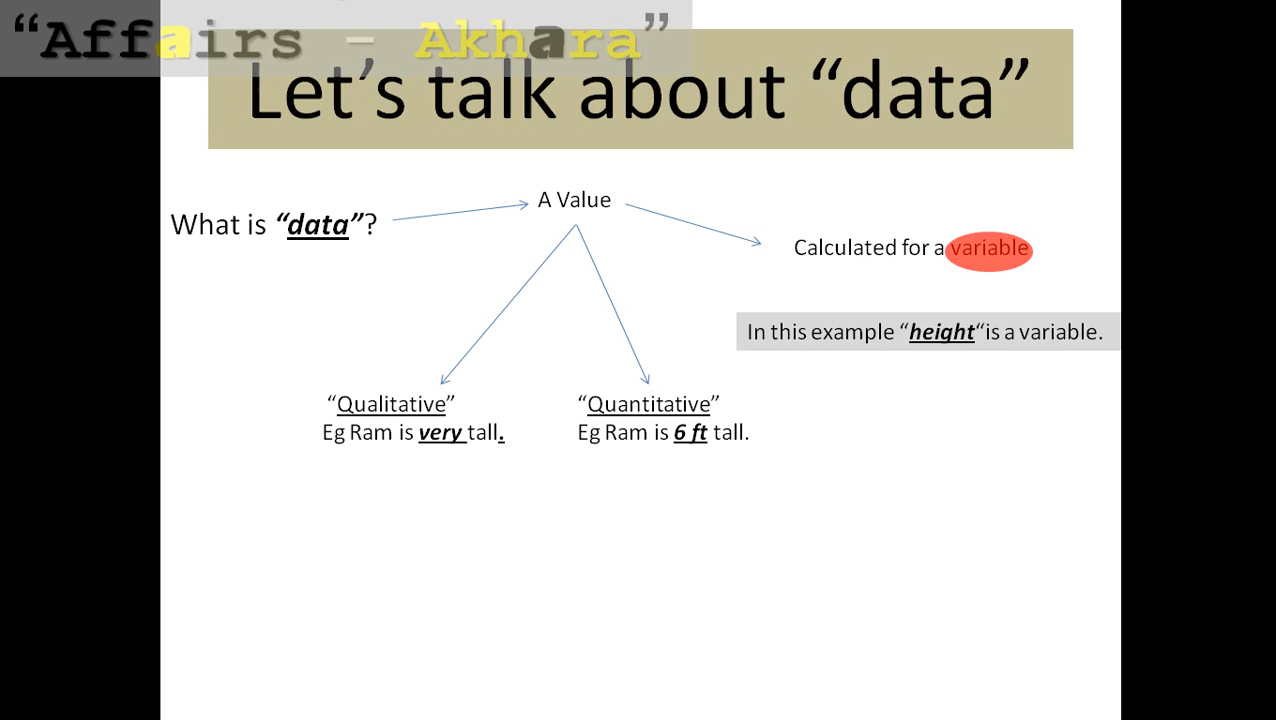 “Affairs – Akhara”
Let’s talk about “data”
A Value
What is “data”?
Calculated for a variable
In this example “height“is a variable.
“Qualitative”
Eg Ram is very tall.
“Quantitative”
Eg Ram is 6 ft tall.